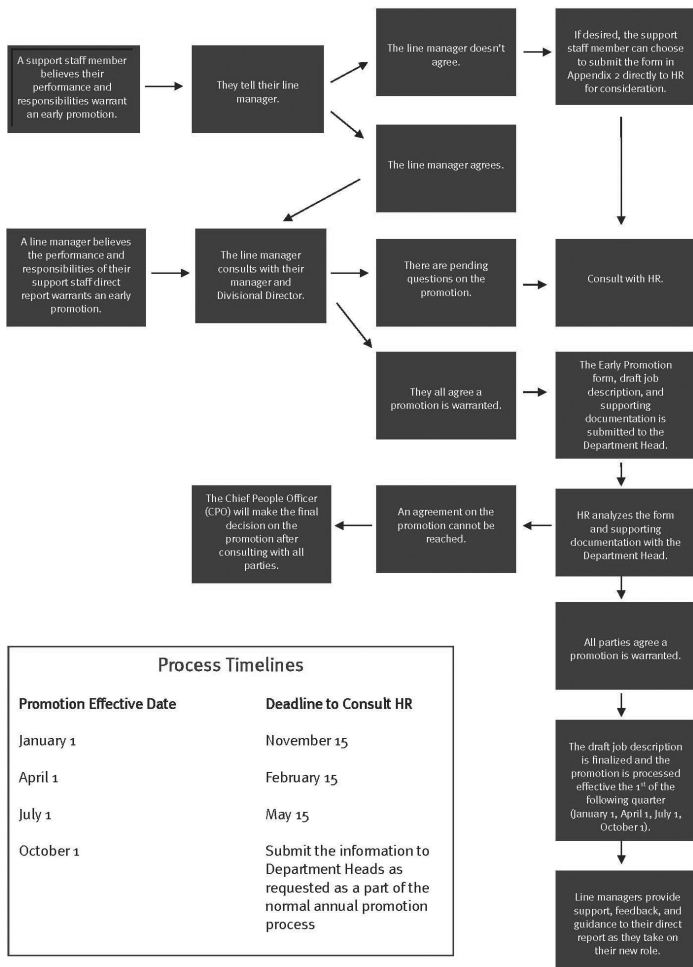 A support staff member
believes their
performance and
responsibilities warrant
an early promotion.
They tell their line
manager.
The line manager doesn't
agree.
If desired, the support
staff member can choose
to submit the form in
Appendix 2 directly to HR
for consideration.
The line manager agrees.
A line manager believes
the performance and
responsibilities of their
support staff direct
report warrants an early
promotion.
The line manager
consults with their
manager and
Divisional Director.
There are pending
questions on the
promotion.
Consult with HR.
They all agree a
promotion is warranted.
The Early Promotion
form, draft job
description, and
supporting
documentation is
submitted to the
Department Head.
The Chief People Officer
(CPO) will make the final
decision on the
promotion after
consulting with all
parties.
An agreement on the
promotion cannot be
reached.
HR analyzes the form
and supporting
documentation with the
Department Head.
All parties agree a
promotion is warranted.
The draft job description
is finalized and the
promotion is processed
effective the 1st of the
following quarter
(January 1, April 1, July 1,
October 1).
Line managers provide
support, feedback, and
guidance to their direct
report as they take on
their new role.
Process Timelines
Promotion Effective Date Deadline to Consult HR
January 1 November 15
April 1 February 15
July 1 May 15
October 1 Submit the information to
Department Heads as
requested as a part of the
normal annual promotion
process